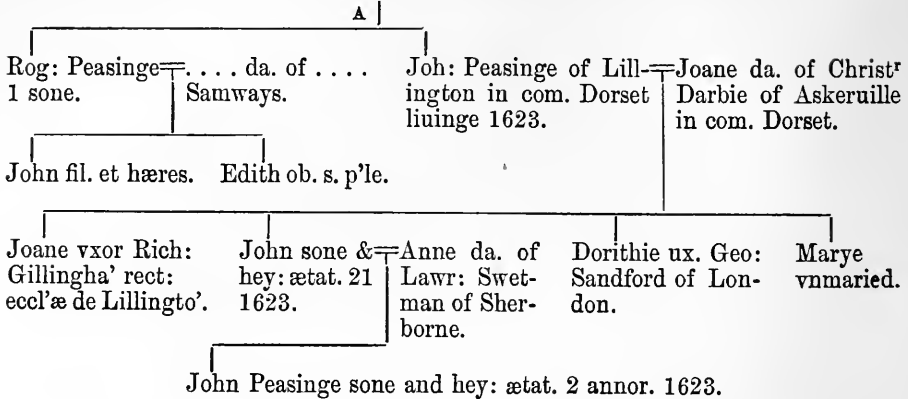 A
Rog: Peasinge
1 sone.
. . . . da. of . . . .
Samways.
Joh: Peasinge of Lill-
ington in com. Dorset
liuinge 1623.
Joane da. of Christʳ
Darbie of Askeruille
in com. Dorset.
John fil. et hæres.
Edith ob. s. p'le.
Joane vxor Rich:
Gillingha' rect:
eccl'æ de Lillingto'.
John sone &
hey: ætat. 21
1623.
Anne da. of
Lawr: Swet-
man of Sher-
borne.
Dorithie ux. Geo:
Sandford of Lon-
don.
Marye
vnmaried.
John Peasinge sone and hey: ætat. 2 annor. 1623.